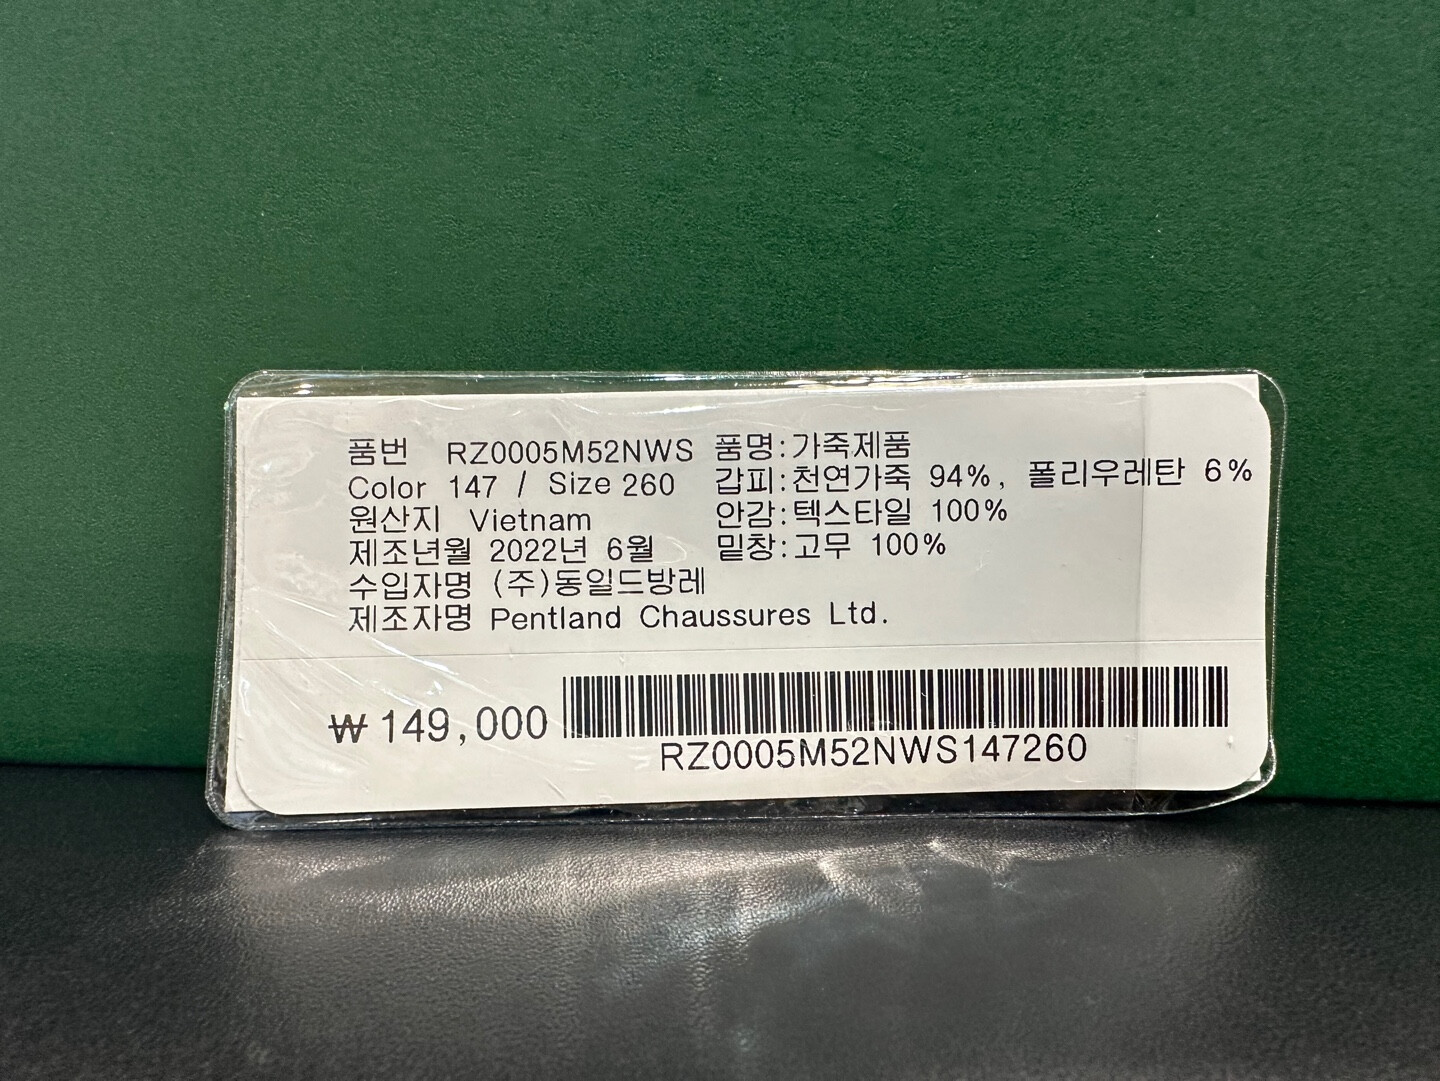 품번 RZ0005M52NWS
Color 147 / Size 260
원산지 Vietnam
제조년월 2022년 6월
수입자명 (주)동일드방레
제조자명 Pentland Chaussures Ltd.
품명:가죽제품
갑피:천연가죽 94%, 폴리우레탄 6%
안감:텍스타일 100%
밑창:고무 100%
₩149,000
RZ0005M52NWS147260